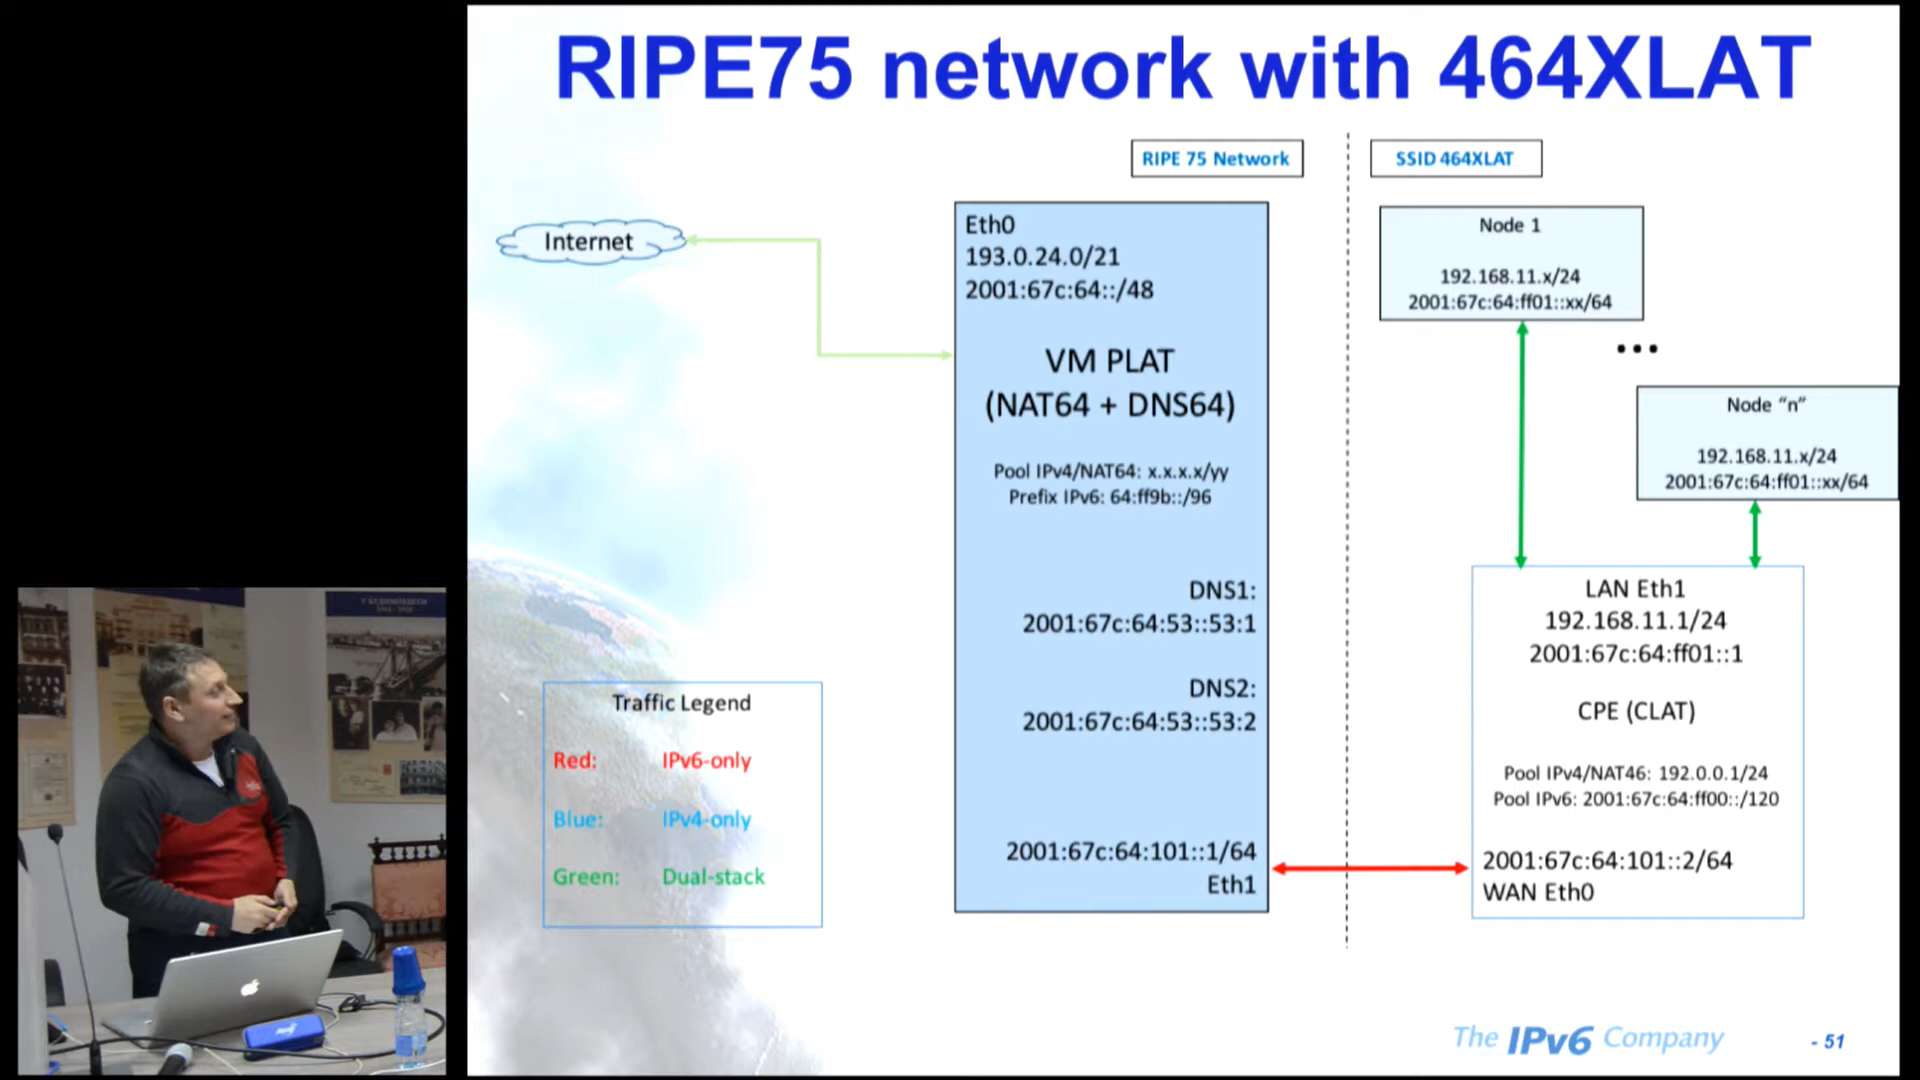 RIPE75 network with 464XLAT
RIPE 75 Network
SSID 464XLAT
Internet
Eth0
193.0.24.0/21
2001:67c:64::/48
VM PLAT
(NAT64 + DNS64)
Pool IPv4/NAT64: x.x.x.x/yy
Prefix IPv6: 64:ff9b::/96
DNS1:
2001:67c:64:53::53:1
DNS2:
2001:67c:64:53::53:2
2001:67c:64:101::1/64
Eth1
Node 1
192.168.11.x/24
2001:67c:64:ff01::xx/64
...
Node “n”
192.168.11.x/24
2001:67c:64:ff01::xx/64
LAN Eth1
192.168.11.1/24
2001:67c:64:ff01::1
CPE (CLAT)
Pool IPv4/NAT46: 192.0.0.1/24
Pool IPv6: 2001:67c:64:ff00::/120
2001:67c:64:101::2/64
WAN Eth0
Traffic Legend
Red: IPv6-only
Blue: IPv4-only
Green: Dual-stack
The IPv6 Company
- 51